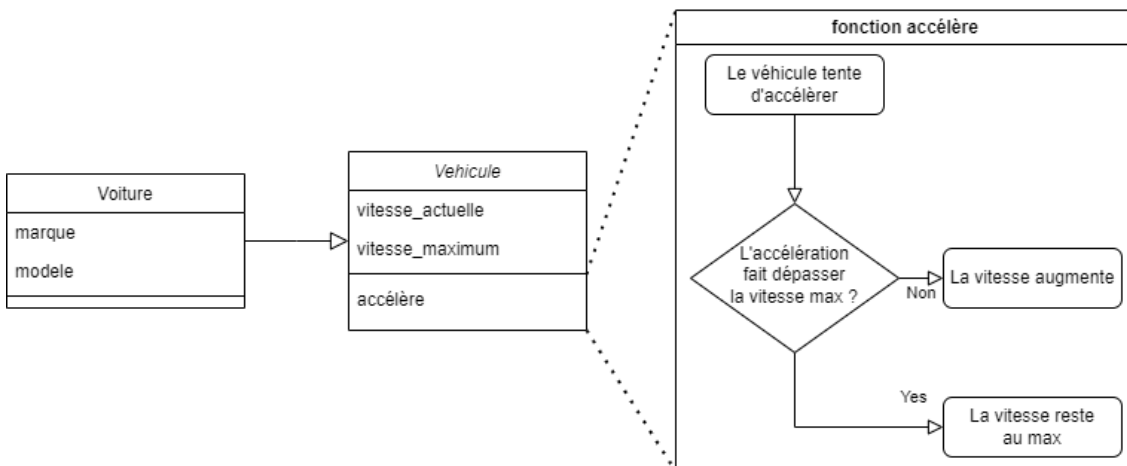 Voiture
marque
modele
Vehicule
vitesse_actuelle
vitesse_maximum
accélère
fonction accélère
Le véhicule tente
d'accélèrer
L'accélération
fait dépasser
la vitesse max ?
Non
La vitesse augmente
Yes
La vitesse reste
au max